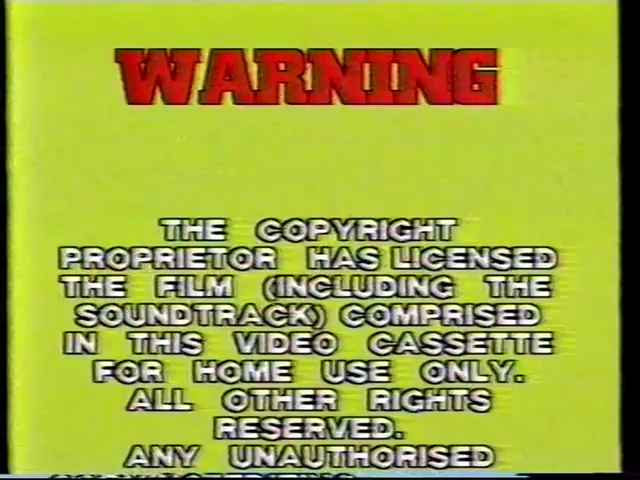 WARNING
THE COPYRIGHT
PROPRIETOR HAS LICENSED
THE FILM (INCLUDING THE
SOUNDTRACK) COMPRISED
IN THIS VIDEO CASSETTE
FOR HOME USE ONLY.
ALL OTHER RIGHTS
RESERVED.
ANY UNAUTHORISED